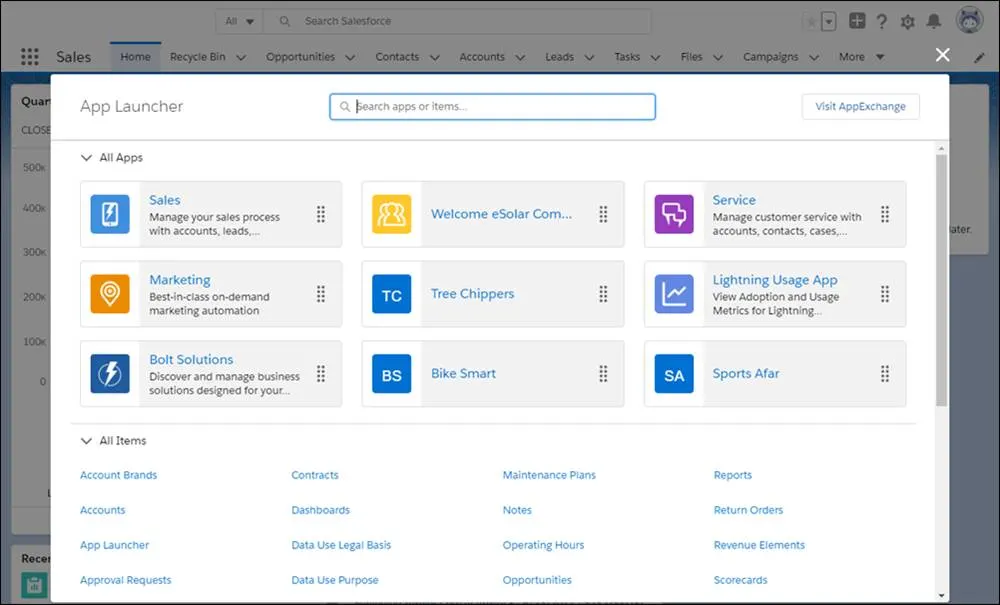 All
Search Salesforce
Sales
Home
Recycle Bin
Opportunities
Contacts
Accounts
Leads
Tasks
Files
Campaigns
More
Quar
CLOSE
500K
400K
300K
200K
100K
0
later.
Recen
App Launcher
Search apps or items...
Visit AppExchange
All Apps
Sales
Manage your sales process
with accounts, leads,...
Welcome eSolar Com...
Service
Manage customer service with
accounts, contacts, cases,...
Marketing
Best-in-class on-demand
marketing automation
TC
Tree Chippers
Lightning Usage App
View Adoption and Usage
Metrics for Lightning...
Bolt Solutions
Discover and manage business
solutions designed for your...
BS
Bike Smart
SA
Sports Afar
All Items
Account Brands
Contracts
Maintenance Plans
Reports
Accounts
Dashboards
Notes
Return Orders
App Launcher
Data Use Legal Basis
Operating Hours
Revenue Elements
Approval Requests
Data Use Purpose
Opportunities
Scorecards